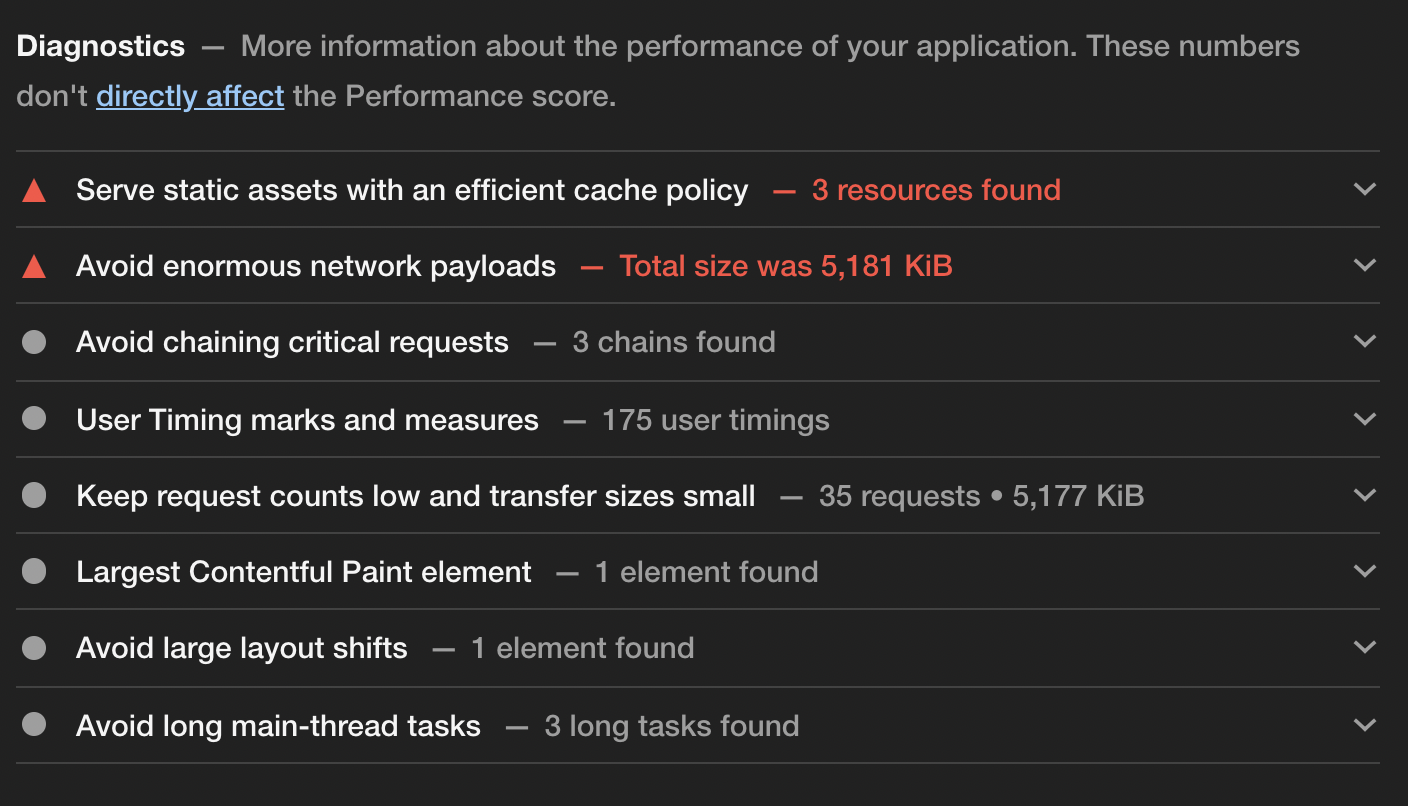 Diagnostics — More information about the performance of your application. These numbers
don't directly affect the Performance score.
Serve static assets with an efficient cache policy — 3 resources found
Avoid enormous network payloads — Total size was 5,181 KiB
Avoid chaining critical requests — 3 chains found
User Timing marks and measures — 175 user timings
Keep request counts low and transfer sizes small — 35 requests • 5,177 KiB
Largest Contentful Paint element — 1 element found
Avoid large layout shifts — 1 element found
Avoid long main-thread tasks — 3 long tasks found